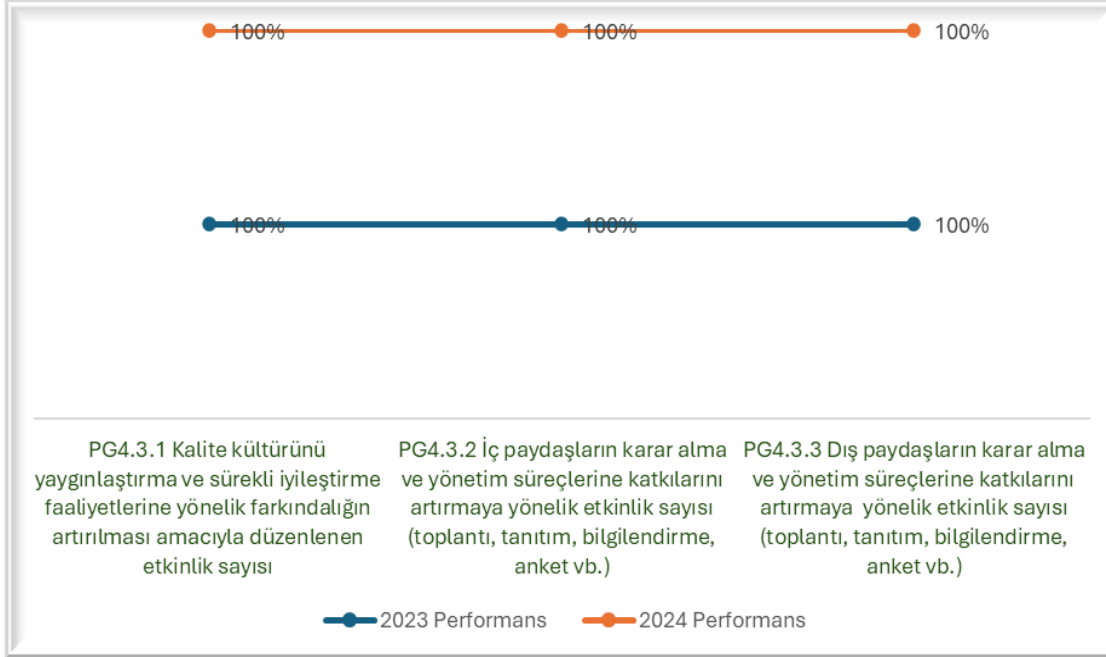 100% 100% 100%
100% 100% 100%
PG4.3.1 Kalite kültürünü
yaygınlaştırma ve sürekli iyileştirme
faaliyetlerine yönelik farkındalığın
artırılması amacıyla düzenlenen
etkinlik sayısı
PG4.3.2 İç paydaşların karar alma
ve yönetim süreçlerine katkılarını
artırmaya yönelik etkinlik sayısı
(toplantı, tanıtım, bilgilendirme,
anket vb.)
PG4.3.3 Dış paydaşların karar alma
ve yönetim süreçlerine katkılarını
artırmaya  yönelik etkinlik sayısı
(toplantı, tanıtım, bilgilendirme,
anket vb.)
2023 Performans 2024 Performans